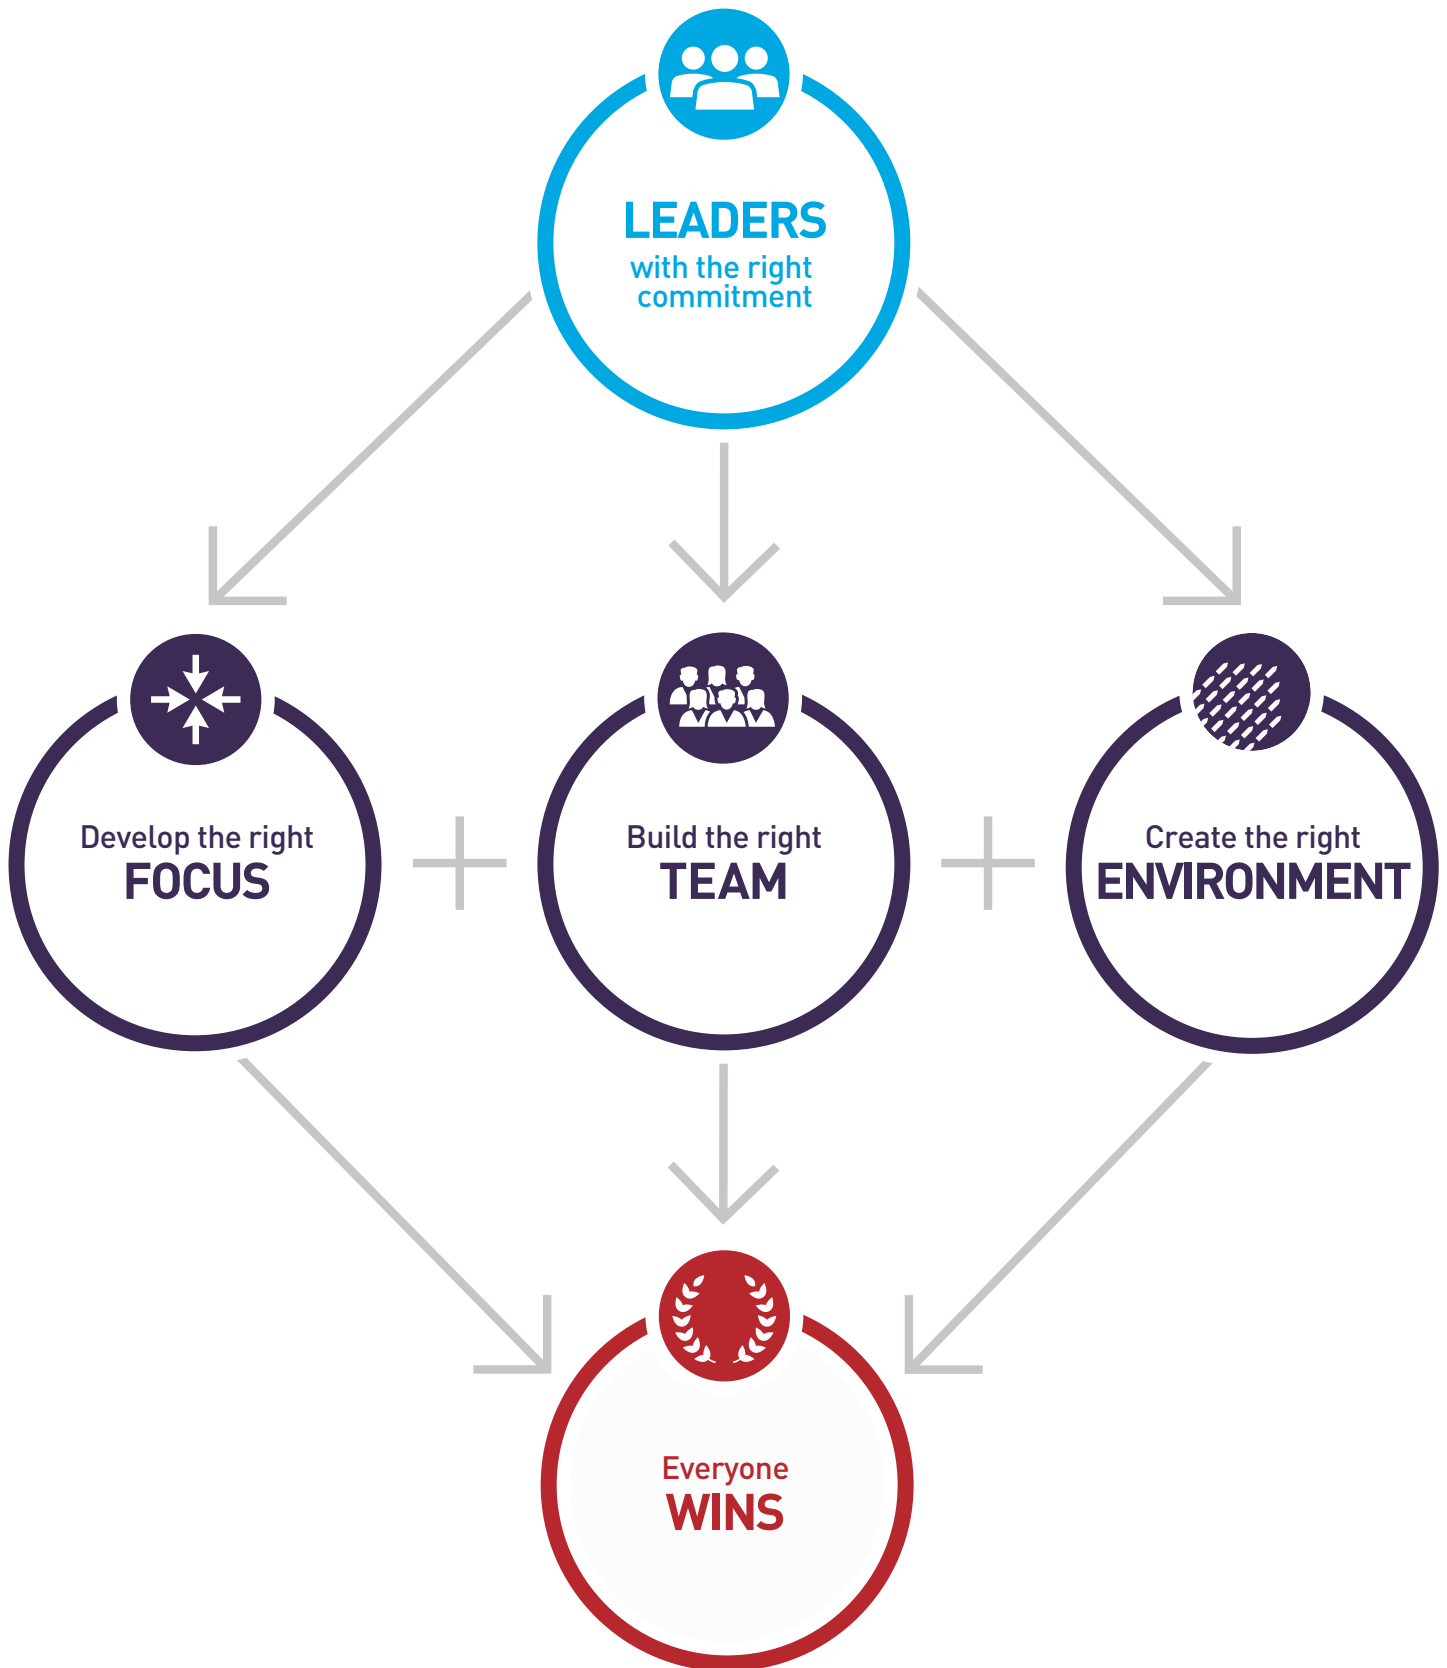 LEADERS
with the right
commitment
Develop the right
FOCUS
Build the right
TEAM
Create the right
ENVIRONMENT
Everyone
WINS